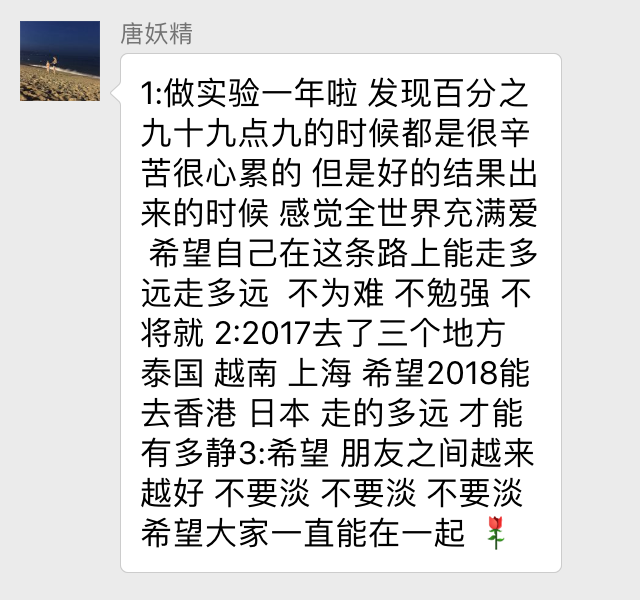 唐妖精
1:做实验一年啦 发现百分之
九十九点九的时候都是很辛
苦很心累的 但是好的结果出
来的时候 感觉全世界充满爱
希望自己在这条路上能走多
远走多远  不为难 不勉强 不
将就 2:2017去了三个地方
泰国 越南 上海 希望2018能
去香港 日本 走的多远 才能
有多静3:希望 朋友之间越来
越好 不要淡 不要淡 不要淡
希望大家一直能在一起 🌹